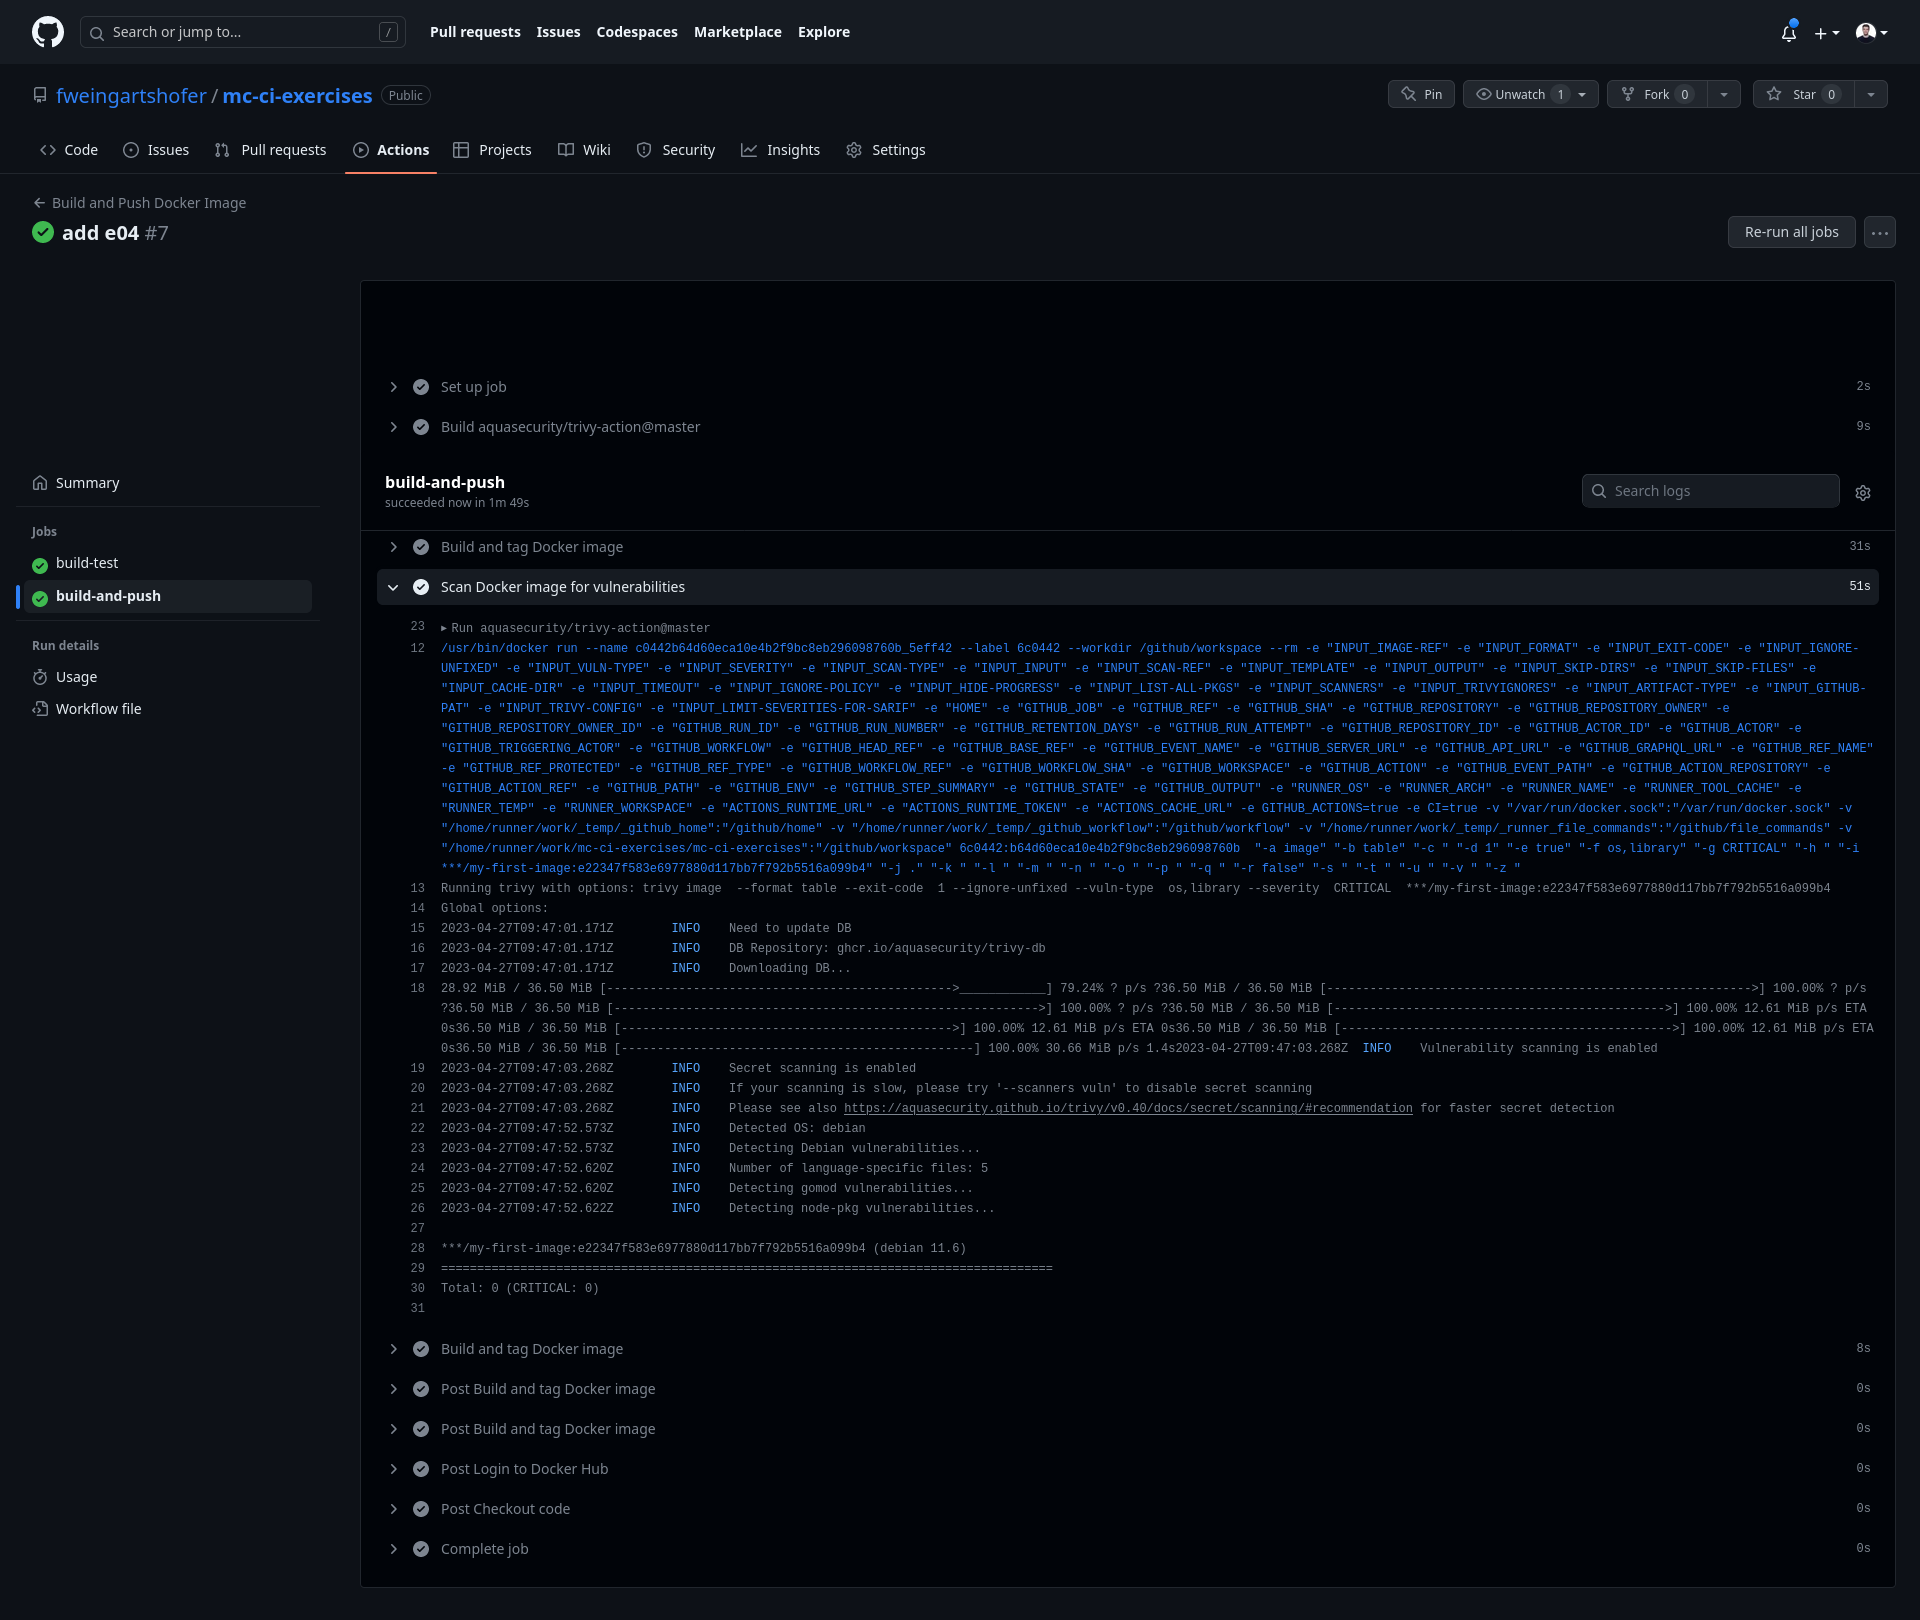 Search or jump to...
/
Pull requests
Issues
Codespaces
Marketplace
Explore
fweingartshofer / mc-ci-exercises
Public
Pin
Unwatch 1
Fork 0
Star 0
Code
Issues
Pull requests
Actions
Projects
Wiki
Security
Insights
Settings
Build and Push Docker Image
add e04 #7
Re-run all jobs
Set up job 2s
Build aquasecurity/trivy-action@master 9s
Summary
Jobs
build-test
build-and-push
Run details
Usage
Workflow file
build-and-push
succeeded now in 1m 49s
Search logs
Build and tag Docker image 31s
Scan Docker image for vulnerabilities 51s
23 Run aquasecurity/trivy-action@master
12 /usr/bin/docker run --name c0442b64d60eca10e4b2f9bc8eb296098760b_5eff42 --label 6c0442 --workdir /github/workspace --rm -e "INPUT_IMAGE-REF" -e "INPUT_FORMAT" -e "INPUT_EXIT-CODE" -e "INPUT_IGNORE-
UNFIXED" -e "INPUT_VULN-TYPE" -e "INPUT_SEVERITY" -e "INPUT_SCAN-TYPE" -e "INPUT_INPUT" -e "INPUT_SCAN-REF" -e "INPUT_TEMPLATE" -e "INPUT_OUTPUT" -e "INPUT_SKIP-DIRS" -e "INPUT_SKIP-FILES" -e
"INPUT_CACHE-DIR" -e "INPUT_TIMEOUT" -e "INPUT_IGNORE-POLICY" -e "INPUT_HIDE-PROGRESS" -e "INPUT_LIST-ALL-PKGS" -e "INPUT_SCANNERS" -e "INPUT_TRIVYIGNORES" -e "INPUT_ARTIFACT-TYPE" -e "INPUT_GITHUB-
PAT" -e "INPUT_TRIVY-CONFIG" -e "INPUT_LIMIT-SEVERITIES-FOR-SARIF" -e "HOME" -e "GITHUB_JOB" -e "GITHUB_REF" -e "GITHUB_SHA" -e "GITHUB_REPOSITORY" -e "GITHUB_REPOSITORY_OWNER" -e
"GITHUB_REPOSITORY_OWNER_ID" -e "GITHUB_RUN_ID" -e "GITHUB_RUN_NUMBER" -e "GITHUB_RETENTION_DAYS" -e "GITHUB_RUN_ATTEMPT" -e "GITHUB_REPOSITORY_ID" -e "GITHUB_ACTOR_ID" -e "GITHUB_ACTOR" -e
"GITHUB_TRIGGERING_ACTOR" -e "GITHUB_WORKFLOW" -e "GITHUB_HEAD_REF" -e "GITHUB_BASE_REF" -e "GITHUB_EVENT_NAME" -e "GITHUB_SERVER_URL" -e "GITHUB_API_URL" -e "GITHUB_GRAPHQL_URL" -e "GITHUB_REF_NAME"
-e "GITHUB_REF_PROTECTED" -e "GITHUB_REF_TYPE" -e "GITHUB_WORKFLOW_REF" -e "GITHUB_WORKFLOW_SHA" -e "GITHUB_WORKSPACE" -e "GITHUB_ACTION" -e "GITHUB_EVENT_PATH" -e "GITHUB_ACTION_REPOSITORY" -e
"GITHUB_ACTION_REF" -e "GITHUB_PATH" -e "GITHUB_ENV" -e "GITHUB_STEP_SUMMARY" -e "GITHUB_STATE" -e "GITHUB_OUTPUT" -e "RUNNER_OS" -e "RUNNER_ARCH" -e "RUNNER_NAME" -e "RUNNER_TOOL_CACHE" -e
"RUNNER_TEMP" -e "RUNNER_WORKSPACE" -e "ACTIONS_RUNTIME_URL" -e "ACTIONS_RUNTIME_TOKEN" -e "ACTIONS_CACHE_URL" -e GITHUB_ACTIONS=true -e CI=true -v "/var/run/docker.sock":"/var/run/docker.sock" -v
"/home/runner/work/_temp/_github_home":"/github/home" -v "/home/runner/work/_temp/_github_workflow":"/github/workflow" -v "/home/runner/work/_temp/_runner_file_commands":"/github/file_commands" -v
"/home/runner/work/mc-ci-exercises/mc-ci-exercises":"/github/workspace" 6c0442:b64d60eca10e4b2f9bc8eb296098760b  "-a image" "-b table" "-c " "-d 1" "-e true" "-f os,library" "-g CRITICAL" "-h " "-i
***/my-first-image:e22347f583e6977880d117bb7f792b5516a099b4" "-j ." "-k " "-l " "-m " "-n " "-o " "-p " "-q " "-r false" "-s " "-t " "-u " "-v " "-z "
13 Running trivy with options: trivy image  --format table --exit-code  1 --ignore-unfixed --vuln-type  os,library --severity  CRITICAL  ***/my-first-image:e22347f583e6977880d117bb7f792b5516a099b4
14 Global options:
15 2023-04-27T09:47:01.171Z INFO Need to update DB
16 2023-04-27T09:47:01.171Z INFO DB Repository: ghcr.io/aquasecurity/trivy-db
17 2023-04-27T09:47:01.171Z INFO Downloading DB...
18 28.92 MiB / 36.50 MiB [------------------------------------------------>____________] 79.24% ? p/s ?36.50 MiB / 36.50 MiB [----------------------------------------------------------->] 100.00% ? p/s
?36.50 MiB / 36.50 MiB [----------------------------------------------------------->] 100.00% ? p/s ?36.50 MiB / 36.50 MiB [---------------------------------------------->] 100.00% 12.61 MiB p/s ETA
0s36.50 MiB / 36.50 MiB [---------------------------------------------->] 100.00% 12.61 MiB p/s ETA 0s36.50 MiB / 36.50 MiB [---------------------------------------------->] 100.00% 12.61 MiB p/s ETA
0s36.50 MiB / 36.50 MiB [-------------------------------------------------] 100.00% 30.66 MiB p/s 1.4s2023-04-27T09:47:03.268Z INFO Vulnerability scanning is enabled
19 2023-04-27T09:47:03.268Z INFO Secret scanning is enabled
20 2023-04-27T09:47:03.268Z INFO If your scanning is slow, please try '--scanners vuln' to disable secret scanning
21 2023-04-27T09:47:03.268Z INFO Please see also https://aquasecurity.github.io/trivy/v0.40/docs/secret/scanning/#recommendation for faster secret detection
22 2023-04-27T09:47:52.573Z INFO Detected OS: debian
23 2023-04-27T09:47:52.573Z INFO Detecting Debian vulnerabilities...
24 2023-04-27T09:47:52.620Z INFO Number of language-specific files: 5
25 2023-04-27T09:47:52.620Z INFO Detecting gomod vulnerabilities...
26 2023-04-27T09:47:52.622Z INFO Detecting node-pkg vulnerabilities...
27
28 ***/my-first-image:e22347f583e6977880d117bb7f792b5516a099b4 (debian 11.6)
29 =====================================================================================
30 Total: 0 (CRITICAL: 0)
31
Build and tag Docker image 8s
Post Build and tag Docker image 0s
Post Build and tag Docker image 0s
Post Login to Docker Hub 0s
Post Checkout code 0s
Complete job 0s